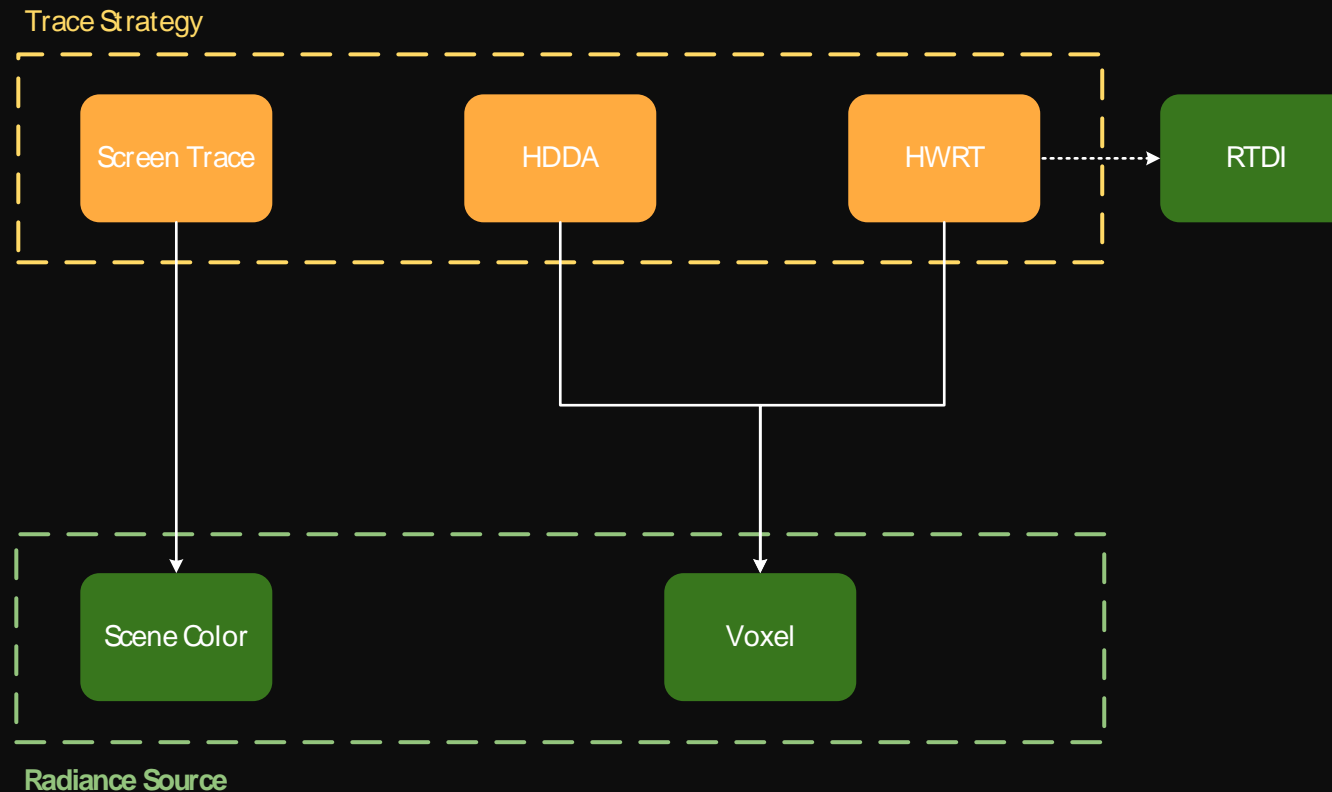 Trace Strategy
Screen Trace
HDDA
HWRT
RTDI
Scene Color
Voxel
Radiance Source